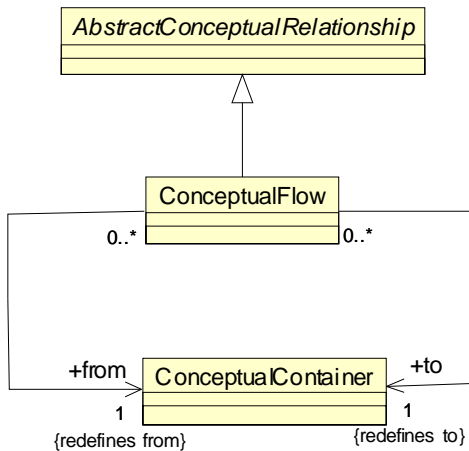 AbstractConceptualRelationship
ConceptualFlow
0..* 0..*
+from ConceptualContainer +to
1 1
{redefines from} {redefines to}